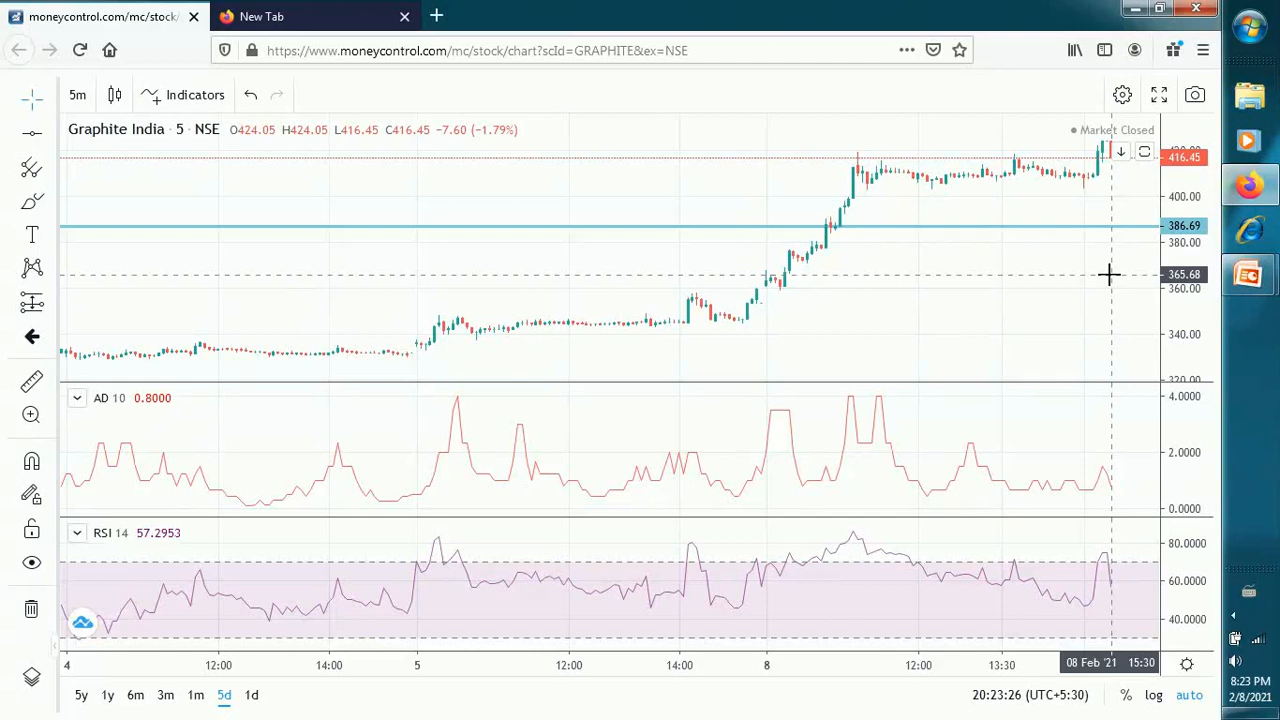 moneycontrol.com/mc/stock/
New Tab
https://www.moneycontrol.com/mc/stock/chart?scId=GRAPHITE&ex=NSE
5m Indicators
Graphite India · 5 · NSE O424.05 H424.05 L416.45 C416.45 -7.60 (-1.79%)
Market Closed
420.00
416.45
400.00
386.69
380.00
365.68
360.00
340.00
320.00
AD 10 0.8000
4.0000
2.0000
0.0000
RSI 14 57.2953
80.0000
60.0000
40.0000
4 12:00 14:00 5 12:00 14:00 8 12:00 13:30 08 Feb '21 15:30
5y 1y 6m 3m 1m 5d 1d 20:23:26 (UTC+5:30) % log auto
8:23 PM
2/8/2021